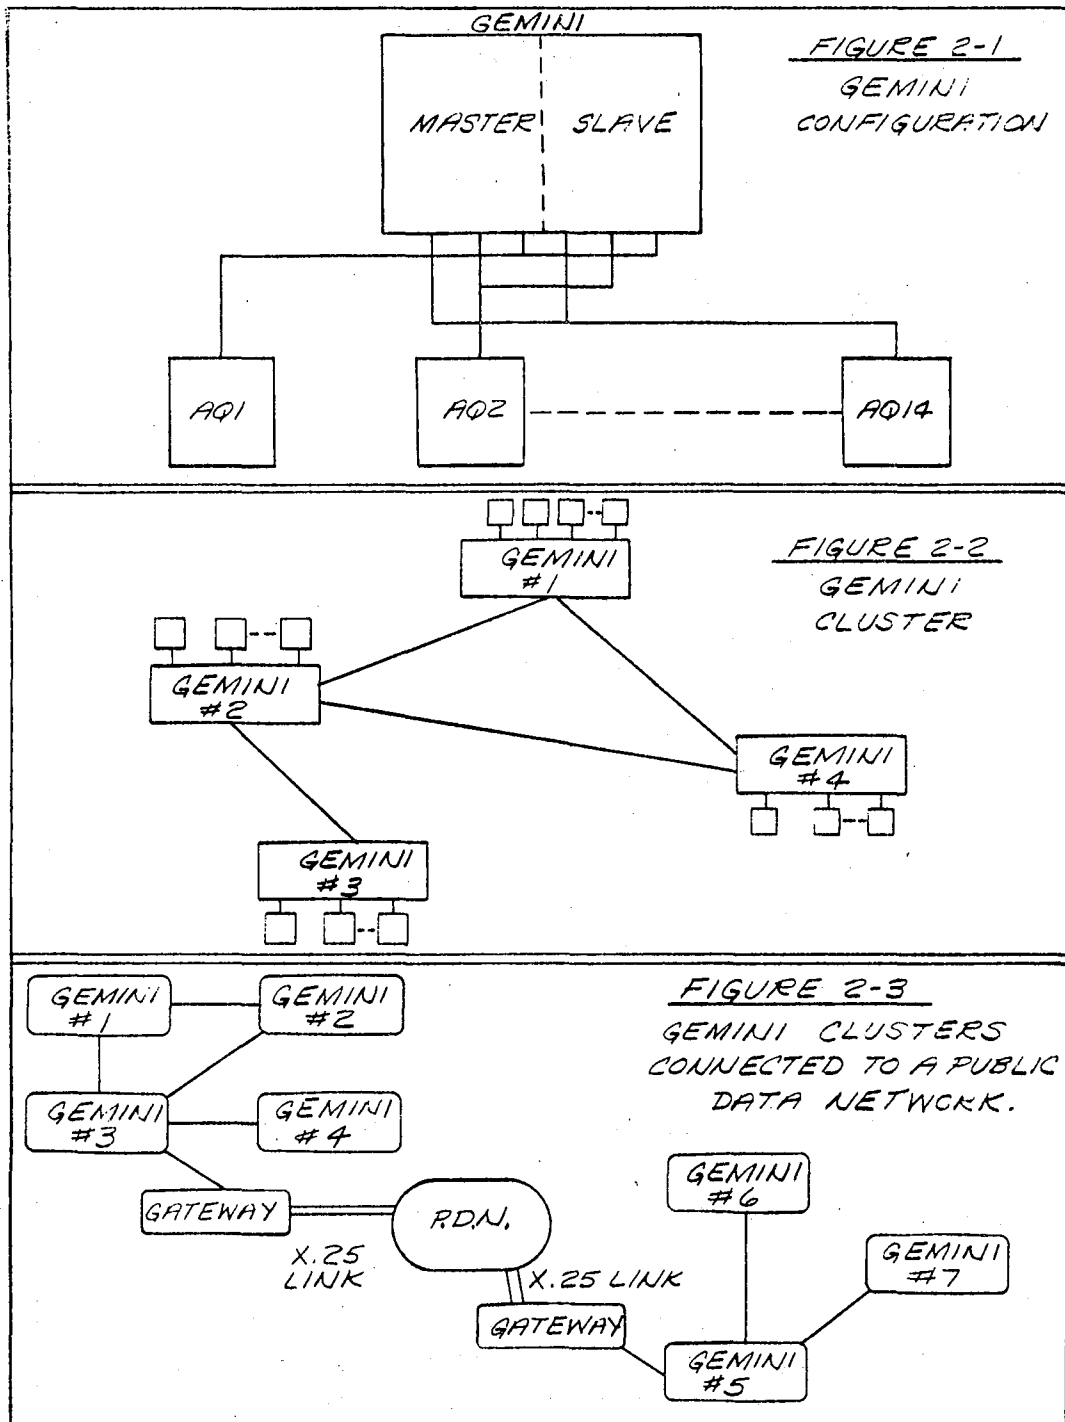 GEMINI
FIGURE 2-1
GEMINI
CONFIGURATION
MASTER
SLAVE
AQ1
AQ2
AQ14
FIGURE 2-2
GEMINI
CLUSTER
GEMINI
#1
GEMINI
#2
GEMINI
#4
GEMINI
#3
FIGURE 2-3
GEMINI CLUSTERS
CONNECTED TO A PUBLIC
DATA NETWORK.
GEMINI
#1
GEMINI
#2
GEMINI
#3
GEMINI
#4
GATEWAY
P.D.N.
X.25
LINK
X.25 LINK
GATEWAY
GEMINI
#6
GEMINI
#7
GEMINI
#5